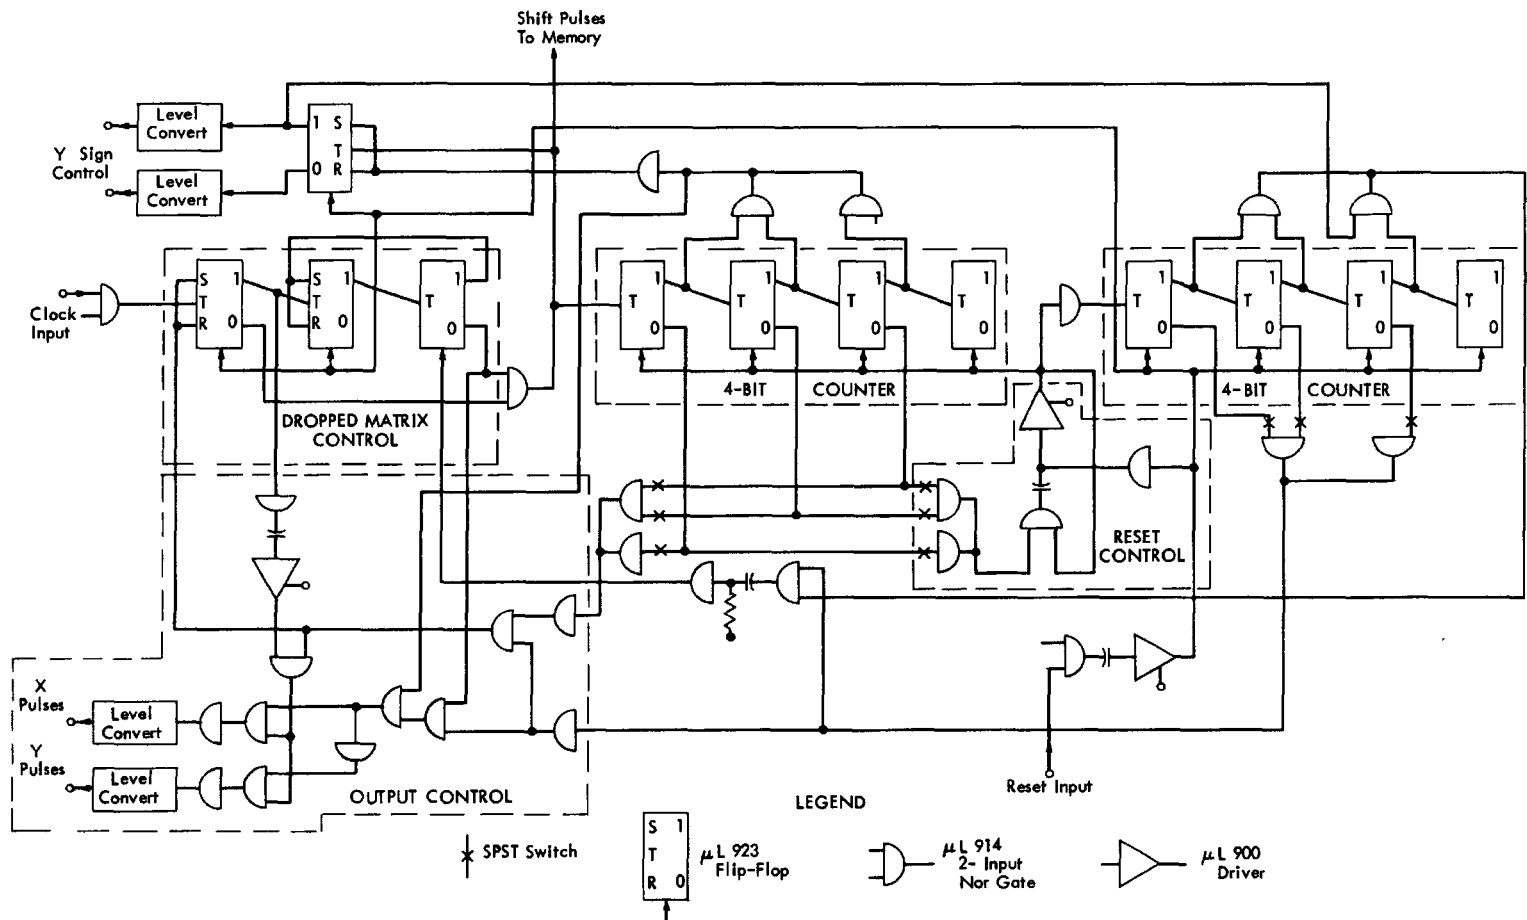 Shift Pulses
To Memory
Level
Convert
1 S
T
0 R
Y Sign
Control
Level
Convert
S 1
T
R 0
S 1
T
R 0
1
T
0
1
T
0
1
T
0
1
T
0
1
T
0
1
T
0
1
T
0
1
T
0
1
T
0
Clock
Input
4-BIT COUNTER
4-BIT COUNTER
DROPPED MATRIX
CONTROL
RESET
CONTROL
X
Pulses
Level
Convert
Y
Pulses
Level
Convert
OUTPUT CONTROL
Reset Input
LEGEND
SPST Switch
S 1
T
R 0
μL 923
Flip-Flop
μL 914
2- Input
Nor Gate
μL 900
Driver